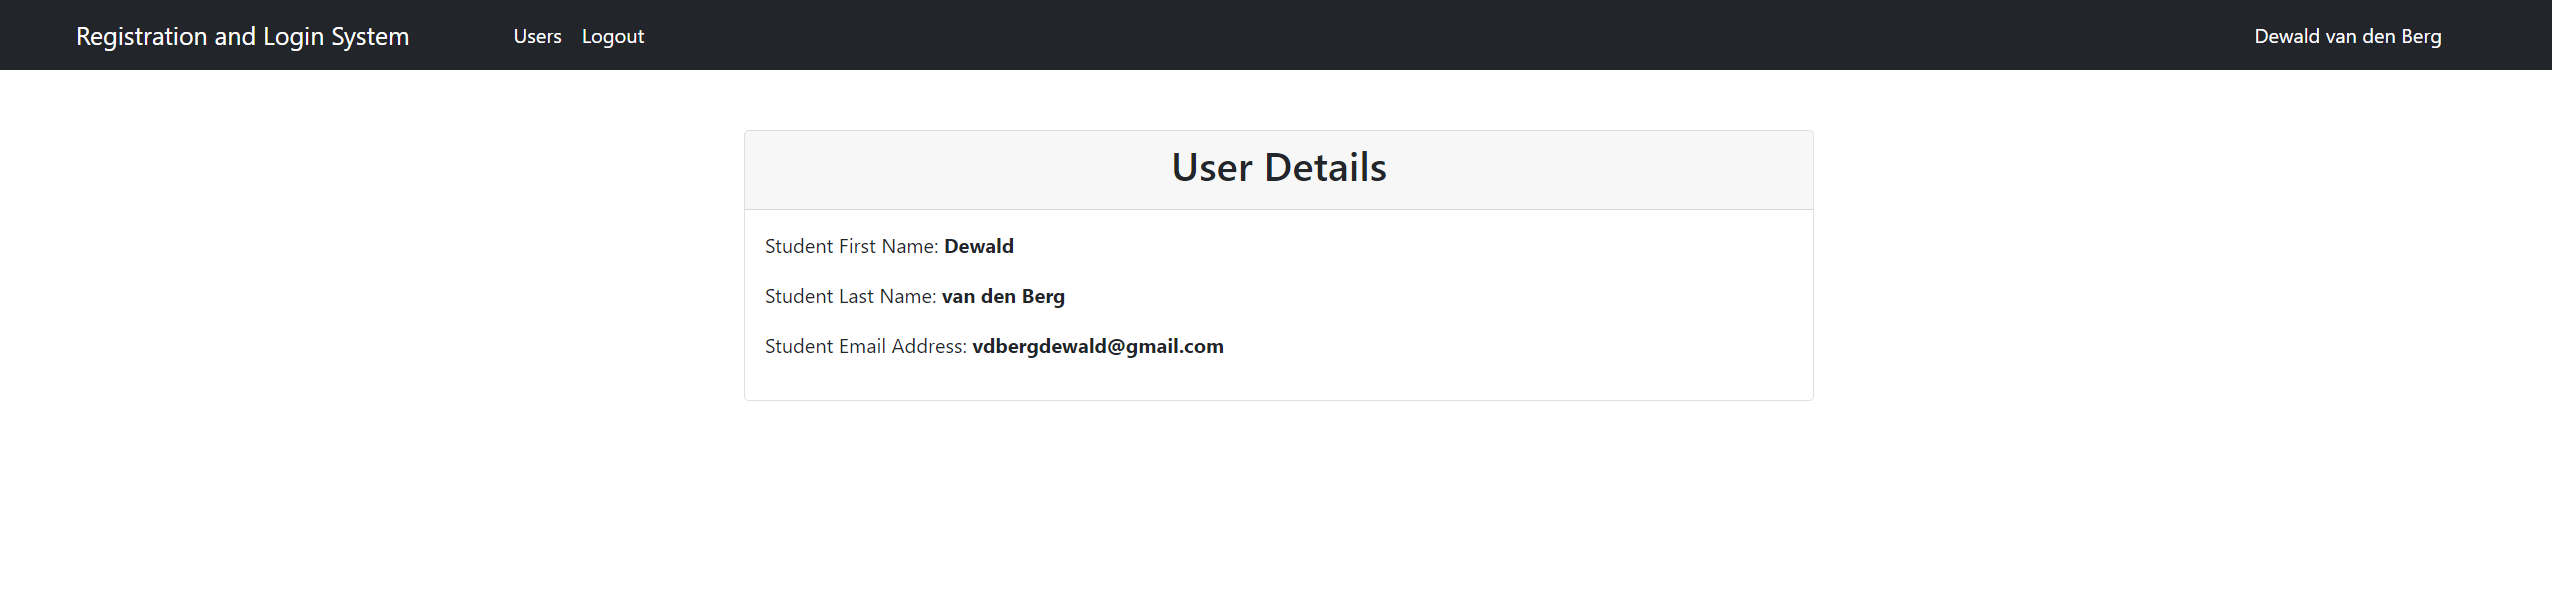 Registration and Login System Users Logout Dewald van den Berg
User Details
Student First Name: Dewald
Student Last Name: van den Berg
Student Email Address: vdbergdewald@gmail.com